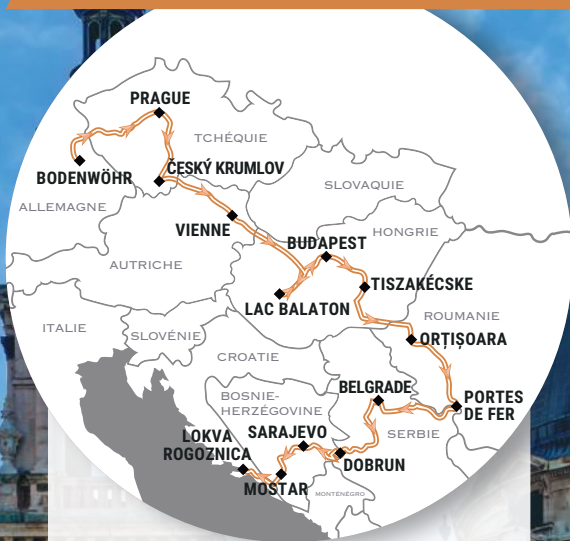 PRAGUE
TCHÉQUIE
BODENWÖHR
ČESKÝ KRUMLOV
SLOVAQUIE
ALLEMAGNE
VIENNE
BUDAPEST
HONGRIE
AUTRICHE
TISZAKÉCSKE
LAC BALATON
ROUMANIE
ITALIE
SLOVÉNIE
ORȚIȘOARA
CROATIE
BELGRADE
PORTES
DE FER
BOSNIE-
HERZÉGOVINE
SARAJEVO
SERBIE
LOKVA
ROGOZNICA
DOBRUN
MOSTAR
MONTÉNÉGRO